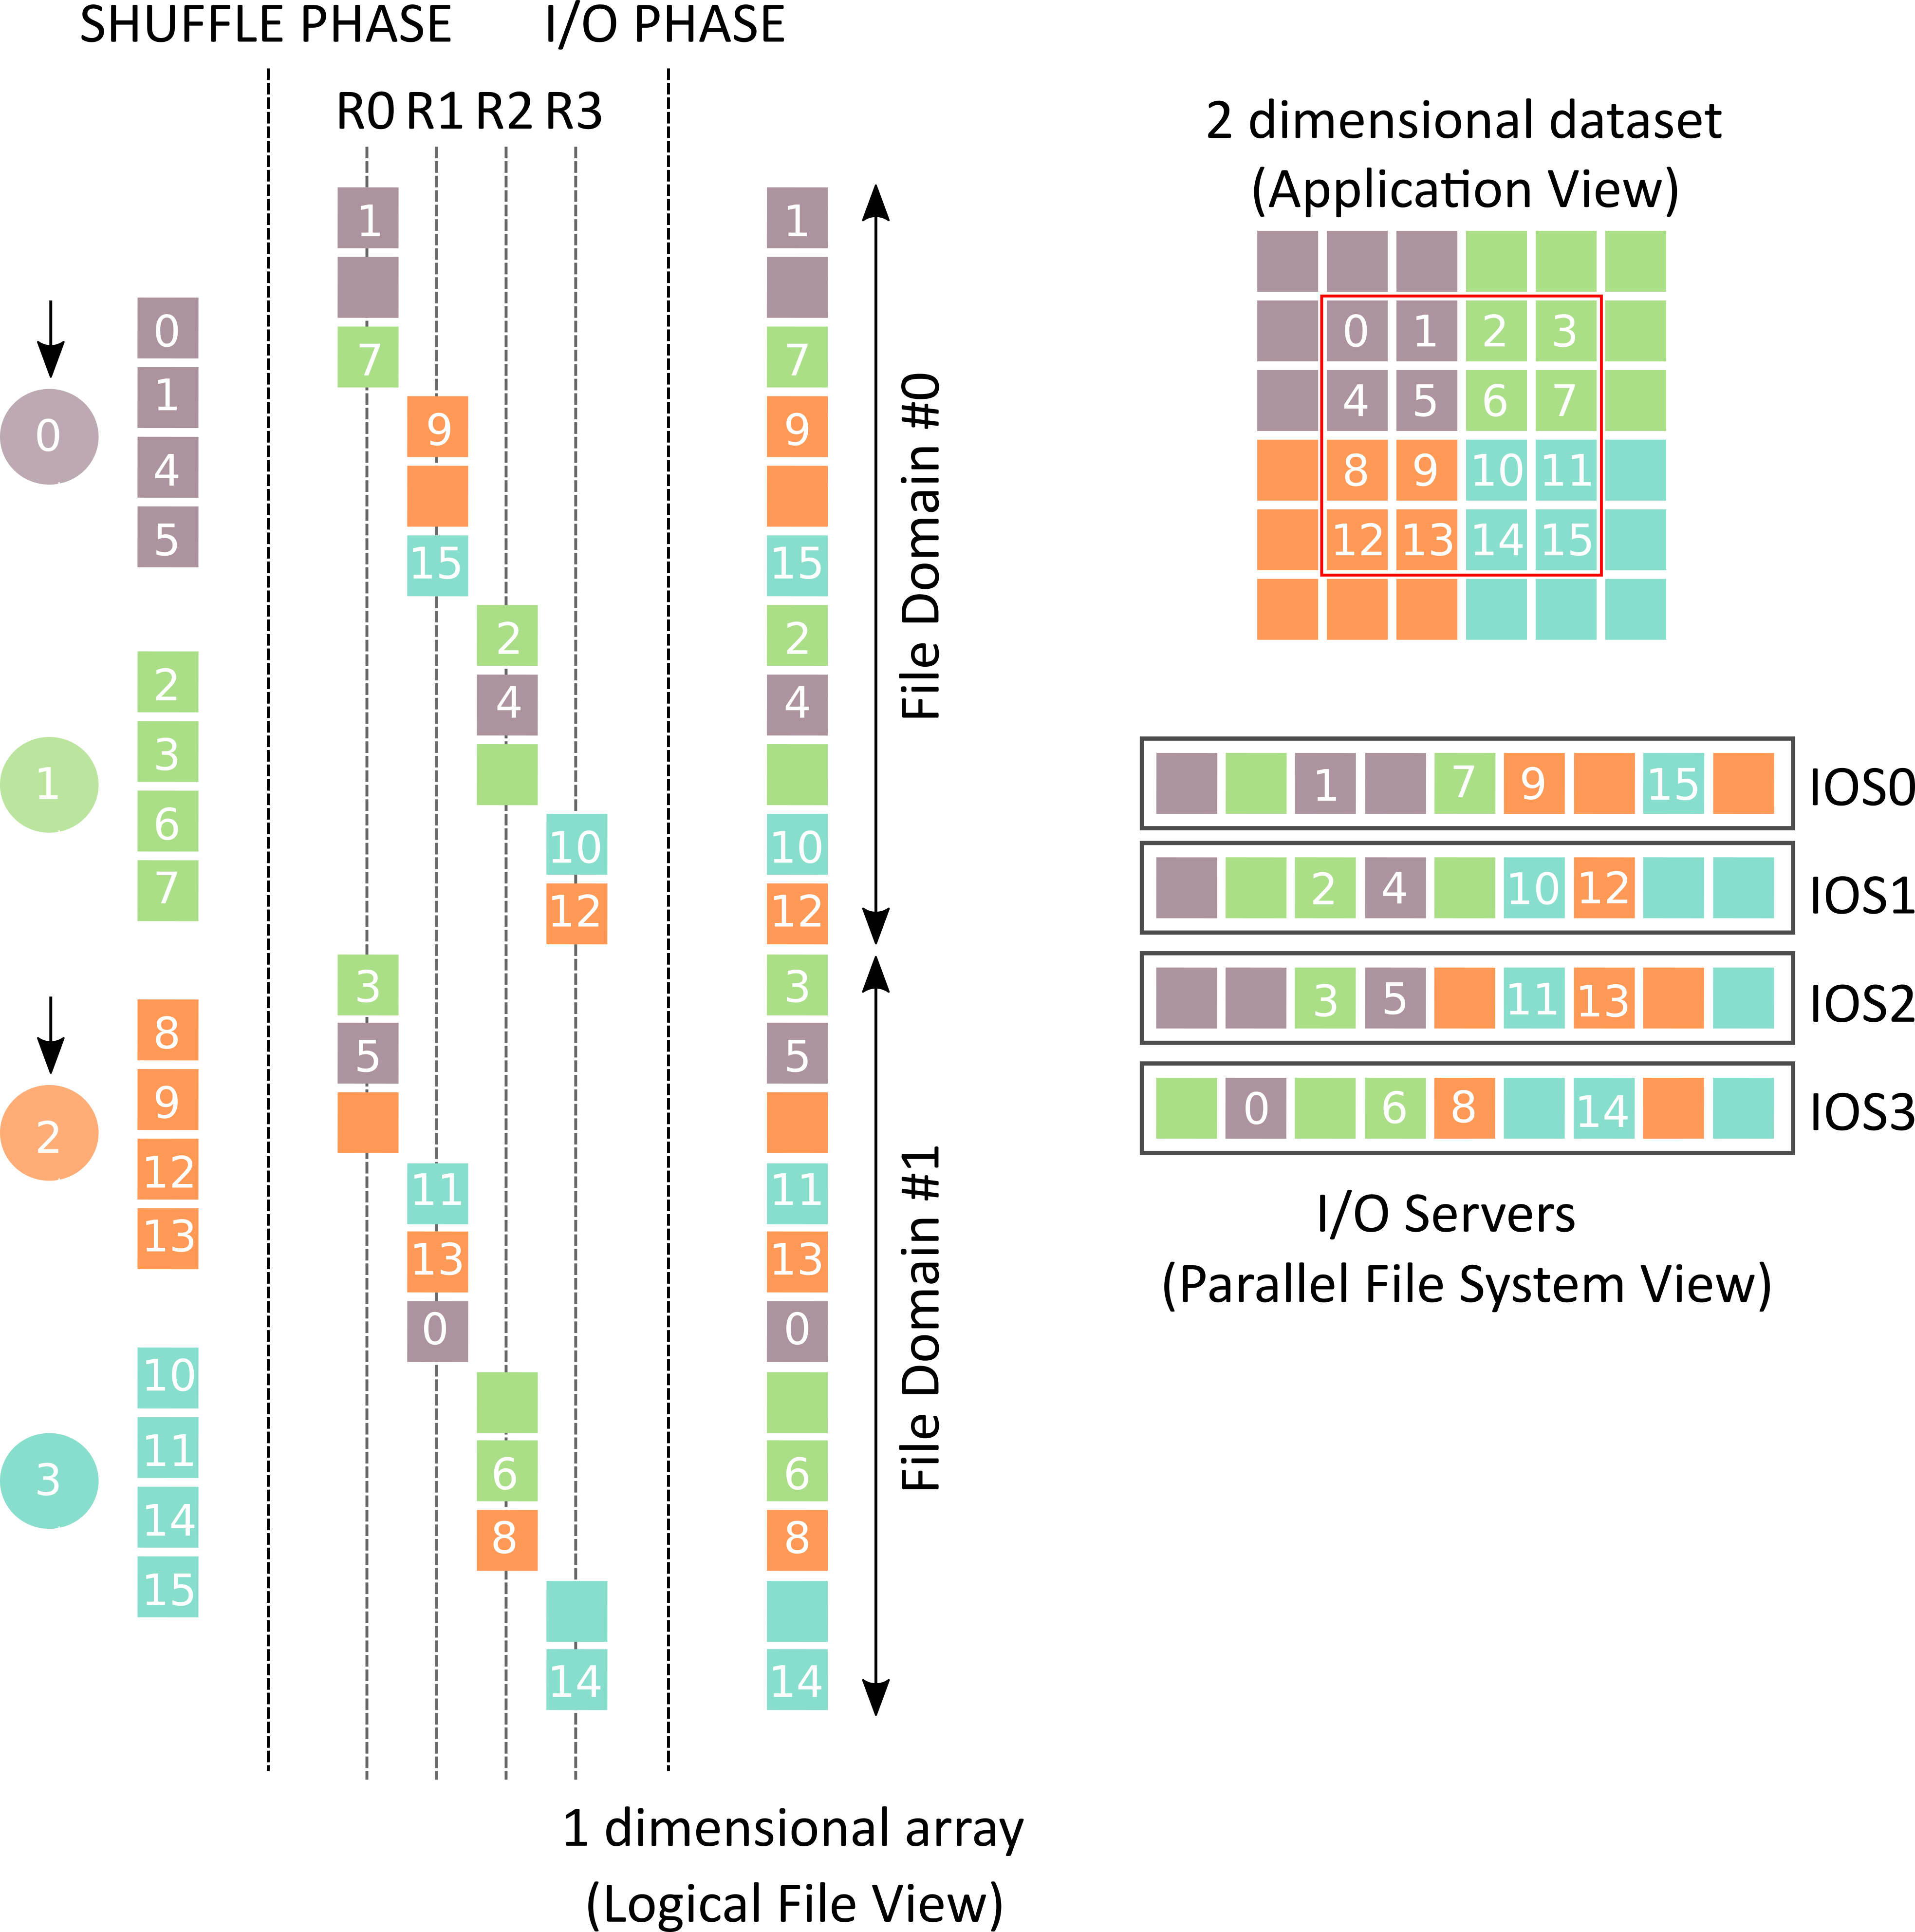 SHUFFLE PHASE
I/O PHASE
R0 R1 R2 R3
0
0
1
4
5
1
2
3
6
7
2
8
9
12
13
3
10
11
14
15
1
7
9
15
2
4
10
12
3
5
11
13
0
6
8
14
1
7
9
15
2
4
10
12
3
5
11
13
0
6
8
14
File Domain #0
File Domain #1
1 dimensional array
(Logical File View)
2 dimensional dataset
(Application View)
0 1 2 3
4 5 6 7
8 9 10 11
12 13 14 15
1 7 9 15 IOS0
2 4 10 12 IOS1
3 5 11 13 IOS2
0 6 8 14 IOS3
I/O Servers
(Parallel File System View)